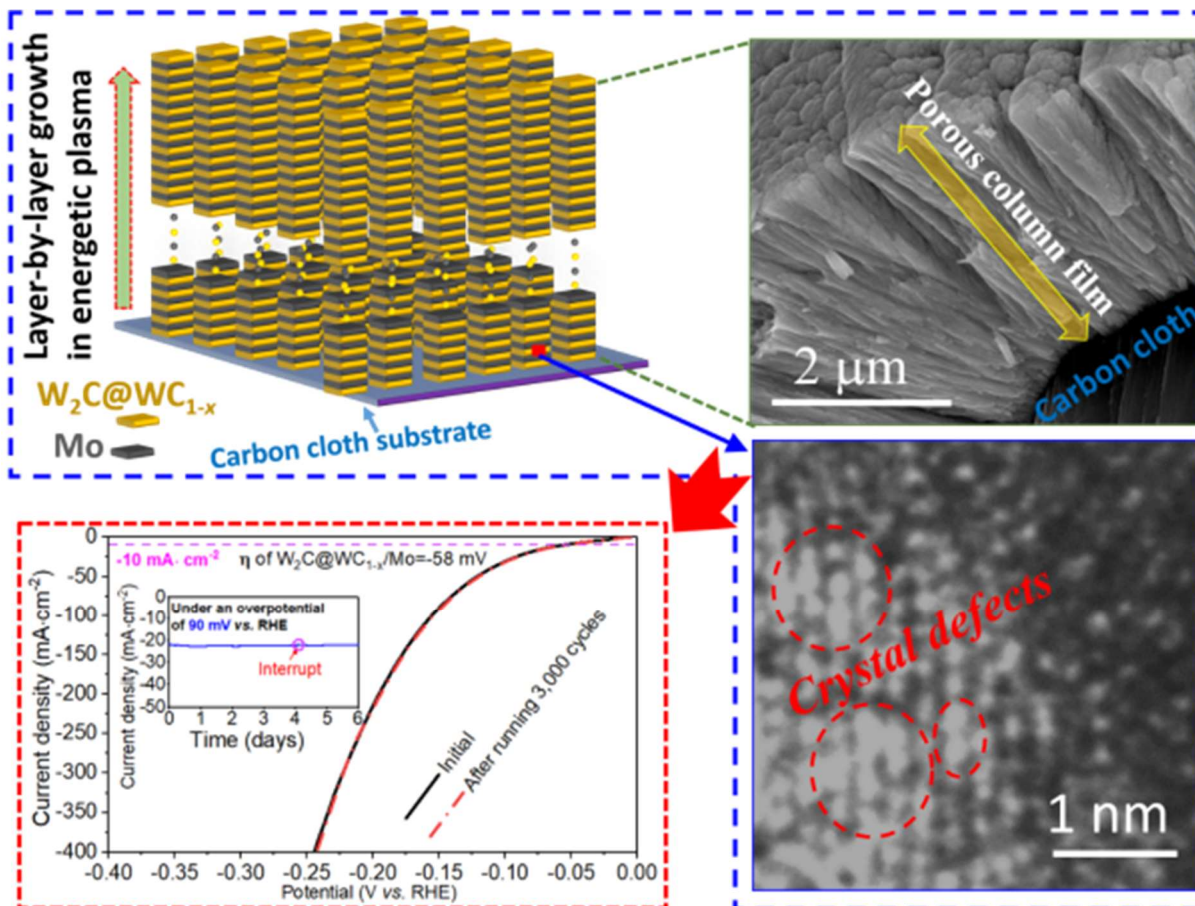 Layer-by-layer growth
in energetic plasma
W₂C@WC₁₋ₓ
Mo
Carbon cloth substrate
Porous column film
Carbon cloth
2 μm
Crystal defects
1 nm
-10 mA· cm⁻²
η of W₂C@WC₁₋ₓ/Mo=-58 mV
Under an overpotential
of 90 mV vs. RHE
Interrupt
Current density (mA·cm⁻²)
0
-10
-20
-30
-40
-50
0 1 2 3 4 5 6
Time (days)
Initial
After running 3,000 cycles
Current density (mA·cm⁻²)
0
-50
-100
-150
-200
-250
-300
-350
-400
-0.40 -0.35 -0.30 -0.25 -0.20 -0.15 -0.10 -0.05 0.00
Potential (V vs. RHE)